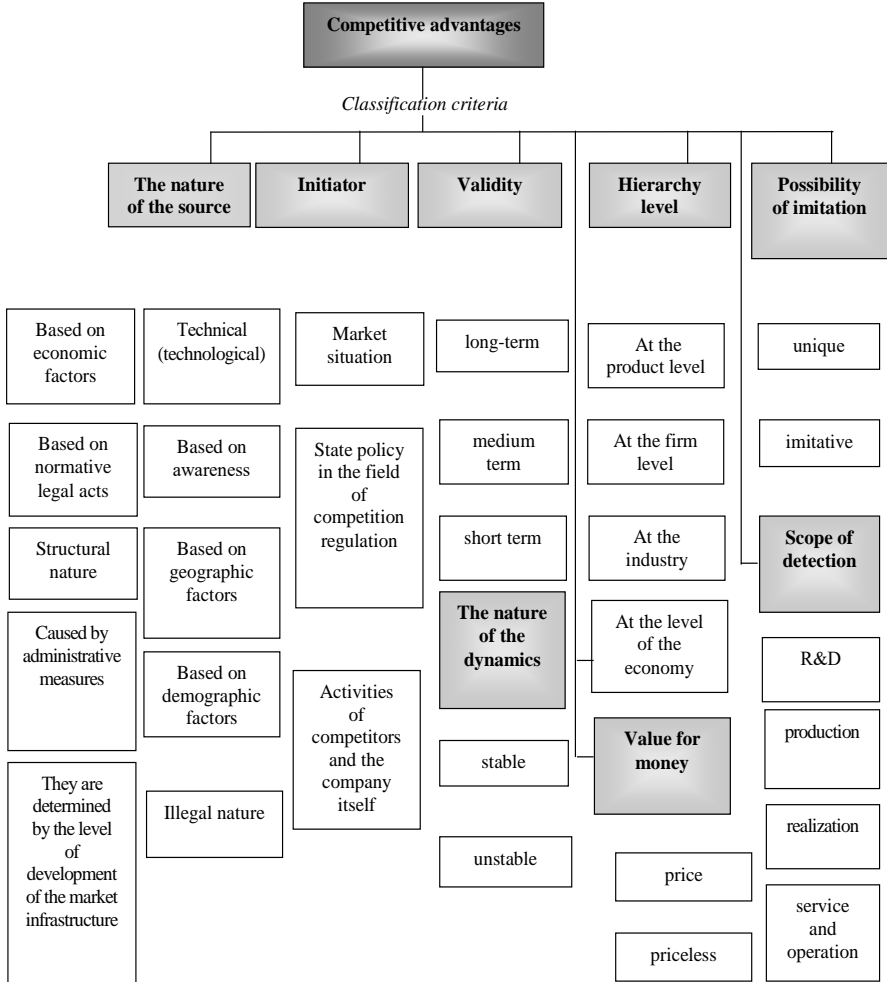 Competitive advantages
Classification criteria
The nature
of the source
Initiator
Validity
Hierarchy
level
Possibility
of imitation
Based on
economic
factors
Based on
normative
legal acts
Structural
nature
Caused by
administrative
measures
They are
determined
by the level
of
development
of the market
infrastructure
Technical
(technological)
Based on
awareness
Based on
geographic
factors
Based on
demographic
factors
Illegal nature
Market
situation
State policy
in the field
of
competition
regulation
Activities
of
competitors
and the
company
itself
long-term
medium
term
short term
The nature
of the
dynamics
stable
unstable
At the
product level
At the firm
level
At the
industry
At the level
of the
economy
Value for
money
price
priceless
unique
imitative
Scope of
detection
R&D
production
realization
service
and
operation